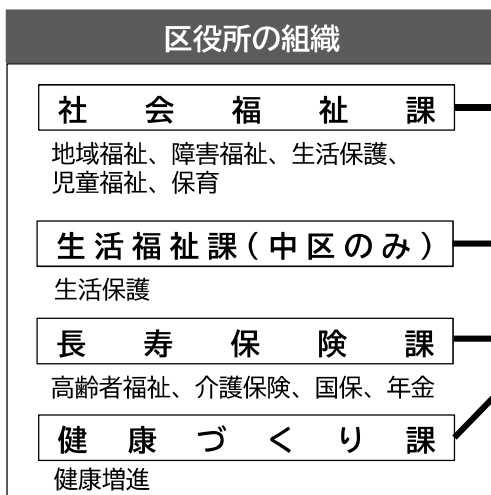 区役所の組織
社会福祉課
地域福祉、障害福祉、生活保護、
児童福祉、保育
生活福祉課(中区のみ)
生活保護
長寿保険課
高齢者福祉、介護保険、国保、年金
健康づくり課
健康増進